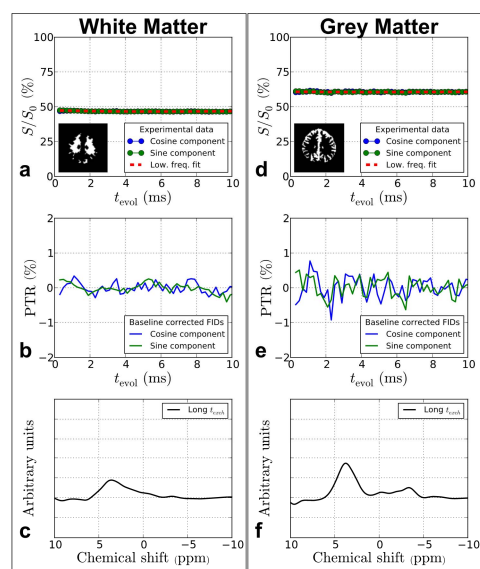 White Matter
Grey Matter
100
75
50
25
0
S/S0 (%)
Experimental data
Cosine component
Sine component
Low. freq. fit
a
0 2 4 6 8 10
tevol (ms)
100
75
50
25
0
S/S0 (%)
Experimental data
Cosine component
Sine component
Low. freq. fit
d
0 2 4 6 8 10
tevol (ms)
2
1
0
−1
−2
PTR (%)
Baseline corrected FIDs
Cosine component
Sine component
b
0 2 4 6 8 10
tevol (ms)
2
1
0
−1
−2
PTR (%)
Baseline corrected FIDs
Cosine component
Sine component
e
0 2 4 6 8 10
tevol (ms)
Arbitrary units
Long
c
10 5 0 −5 −10
Chemical shift (ppm)
Arbitrary units
Long
f
10 5 0 −5 −10
Chemical shift (ppm)